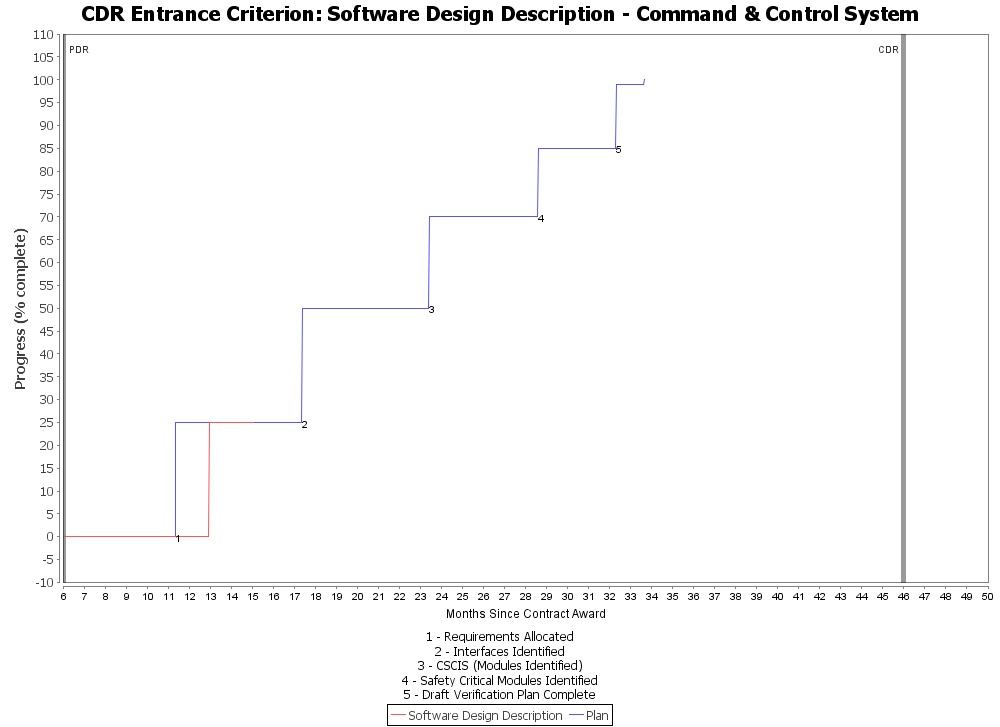 CDR Entrance Criterion: Software Design Description - Command & Control System
110
105
100
95
90
85
80
75
70
65
60
55
50
45
40
35
30
25
20
15
10
5
0
-5
-10
Progress (% complete)
PDR
CDR
1
2
3
4
5
6 7 8 9 10 11 12 13 14 15 16 17 18 19 20 21 22 23 24 25 26 27 28 29 30 31 32 33 34 35 36 37 38 39 40 41 42 43 44 45 46 47 48 49 50
Months Since Contract Award
1 - Requirements Allocated
2 - Interfaces Identified
3 - CSCIS (Modules Identified)
4 - Safety Critical Modules Identified
5 - Draft Verification Plan Complete
Software Design Description Plan